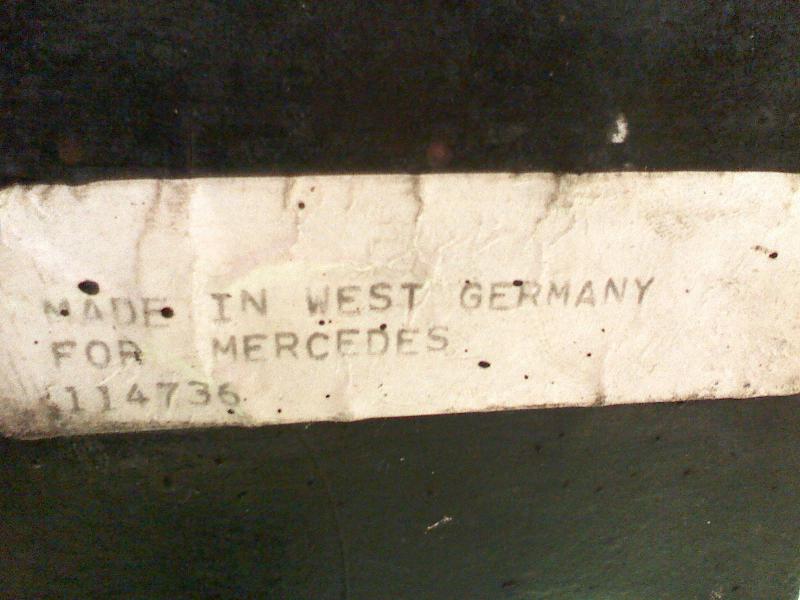 MADE IN WEST GERMANY
FOR MERCEDES
114736